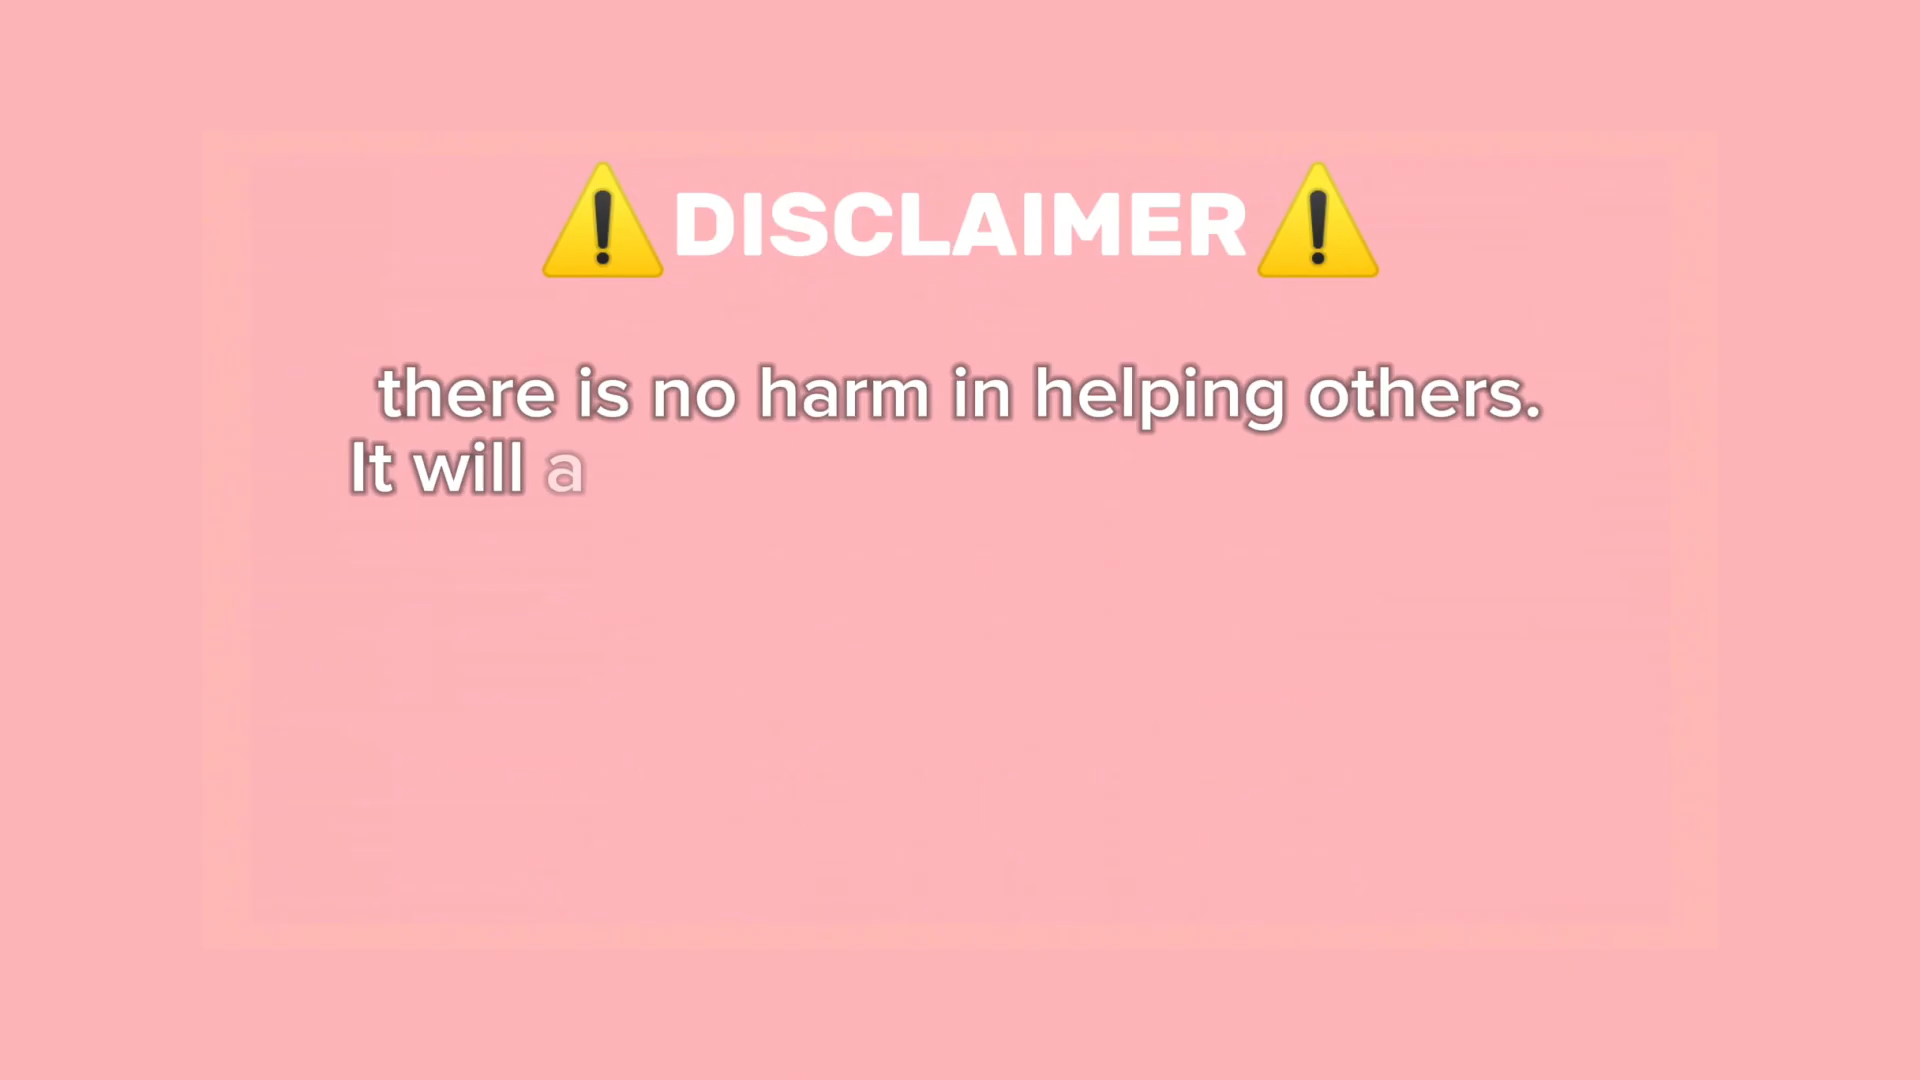 ⚠️DISCLAIMER⚠️
there is no harm in helping others.
It will a